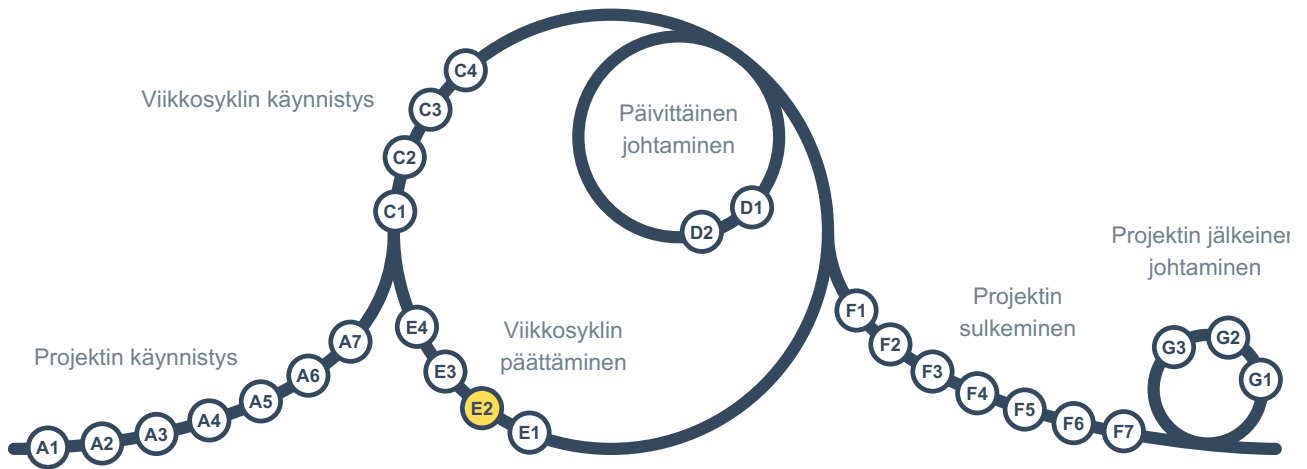 Viikkosyklin käynnistys
C4
C3
C2
C1
Päivittäinen
johtaminen
D1
D2
Projektin jälkeinen
johtaminen
Projektin käynnistys
A1
A2
A3
A4
A5
A6
A7
Viikkosyklin
päättäminen
E4
E3
E2
E1
Projektin
sulkeminen
F1
F2
F3
F4
F5
F6
F7
G3
G2
G1